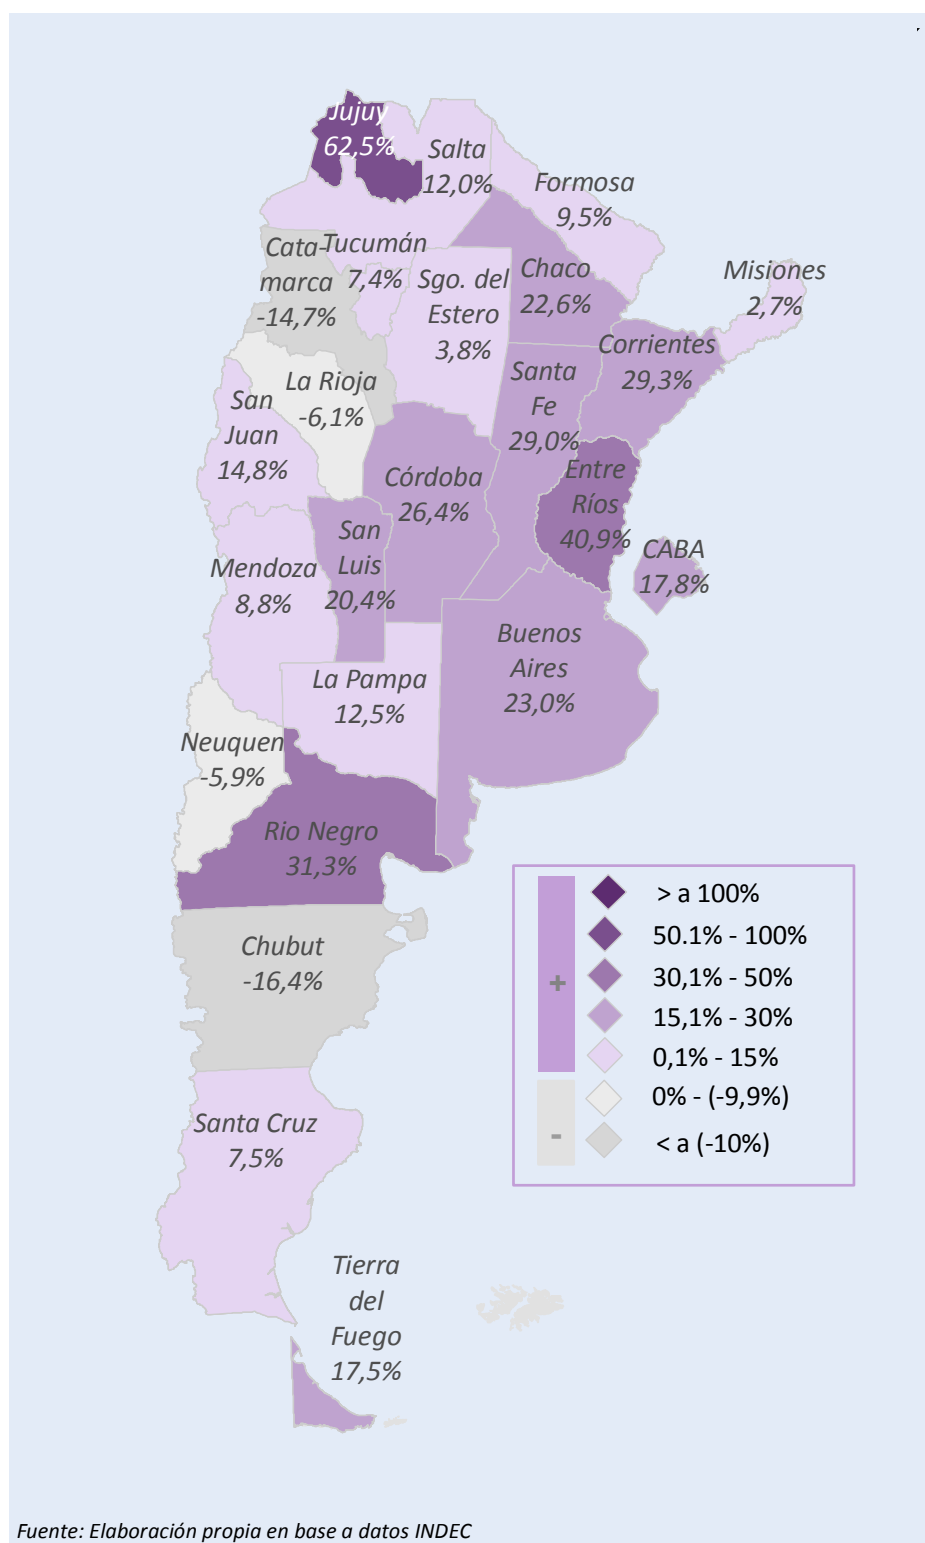 Jujuy
62,5%
Salta
12,0%
Formosa
9,5%
Cata-
marca
-14,7%
Tucumán
7,4%
Sgo. del
Estero
3,8%
Chaco
22,6%
Misiones
2,7%
Corrientes
29,3%
La Rioja
-6,1%
Santa
Fe
29,0%
San
Juan
14,8%
Córdoba
26,4%
Entre
Ríos
40,9%
San
Luis
20,4%
CABA
17,8%
Mendoza
8,8%
Buenos
Aires
23,0%
La Pampa
12,5%
Neuquen
-5,9%
Rio Negro
31,3%
Chubut
-16,4%
Santa Cruz
7,5%
Tierra
del
Fuego
17,5%
+
> a 100%
50.1% - 100%
30,1% - 50%
15,1% - 30%
0,1% - 15%
-
0% - (-9,9%)
< a (-10%)
Fuente: Elaboración propia en base a datos INDEC